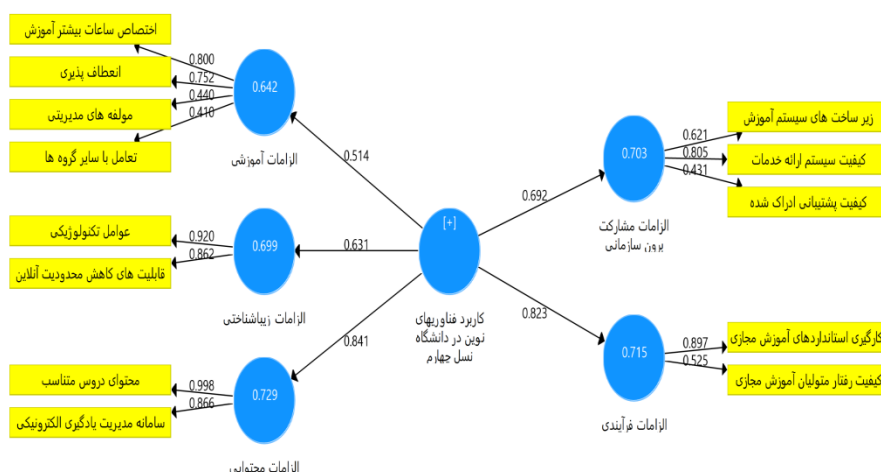 اختصاص ساعات بیشتر آموزش
0.800
انعطاف پذیری
0.752
مولفه های مدیریتی
0.440
تعامل با سایر گروه ها
0.410
0.642
الزامات آموزشی
0.514
عوامل تکنولوژیکی
0.920
قابلیت های کاهش محدودیت آنلاین
0.862
0.699
الزامات زیباشناختی
0.631
محتوای دروس متناسب
0.998
سامانه مدیریت یادگیری الکترونیکی
0.866
0.729
الزامات محتوایی
0.841
[+]
کاربرد فناوریهای
نوین در دانشگاه
نسل چهارم
0.692
0.703
الزامات مشارکت
برون سازمانی
زیر ساخت های سیستم آموزش
0.621
کیفیت سیستم ارائه خدمات
0.805
کیفیت پشتیبانی ادراک شده
0.431
0.823
0.715
الزامات فرآیندی
کارگیری استانداردهای آموزش مجازی
0.897
کیفیت رفتار متولیان آموزش مجازی
0.525